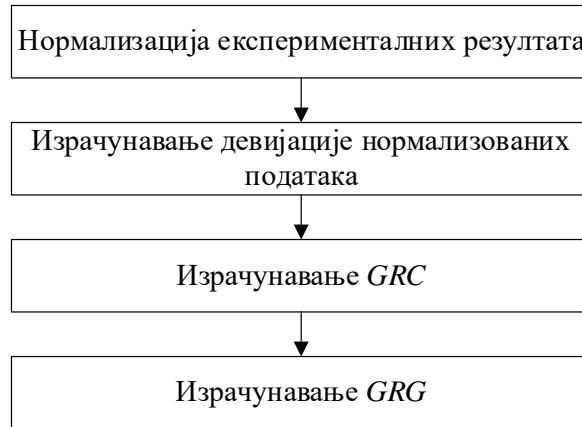 Нормализација експерименталних резултата
Израчунавање девијације нормализованих
података
Израчунавање GRC
Израчунавање GRG